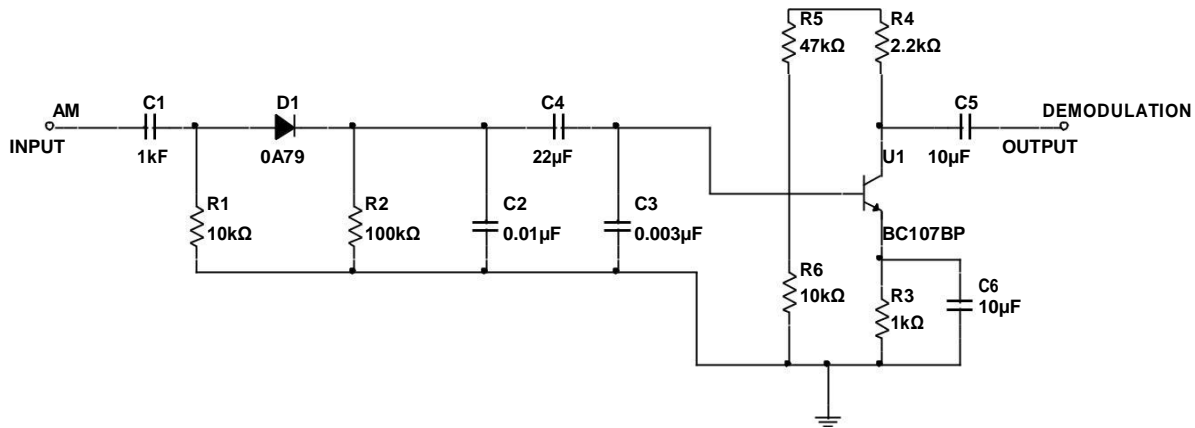 R5
47kΩ
R4
2.2kΩ
AM
INPUT
C1
1kF
D1
0A79
C4
22µF
C5
10µF
DEMODULATION
OUTPUT
U1
R1
10kΩ
R2
100kΩ
C2
0.01µF
C3
0.003µF
BC107BP
R6
10kΩ
R3
1kΩ
C6
10µF